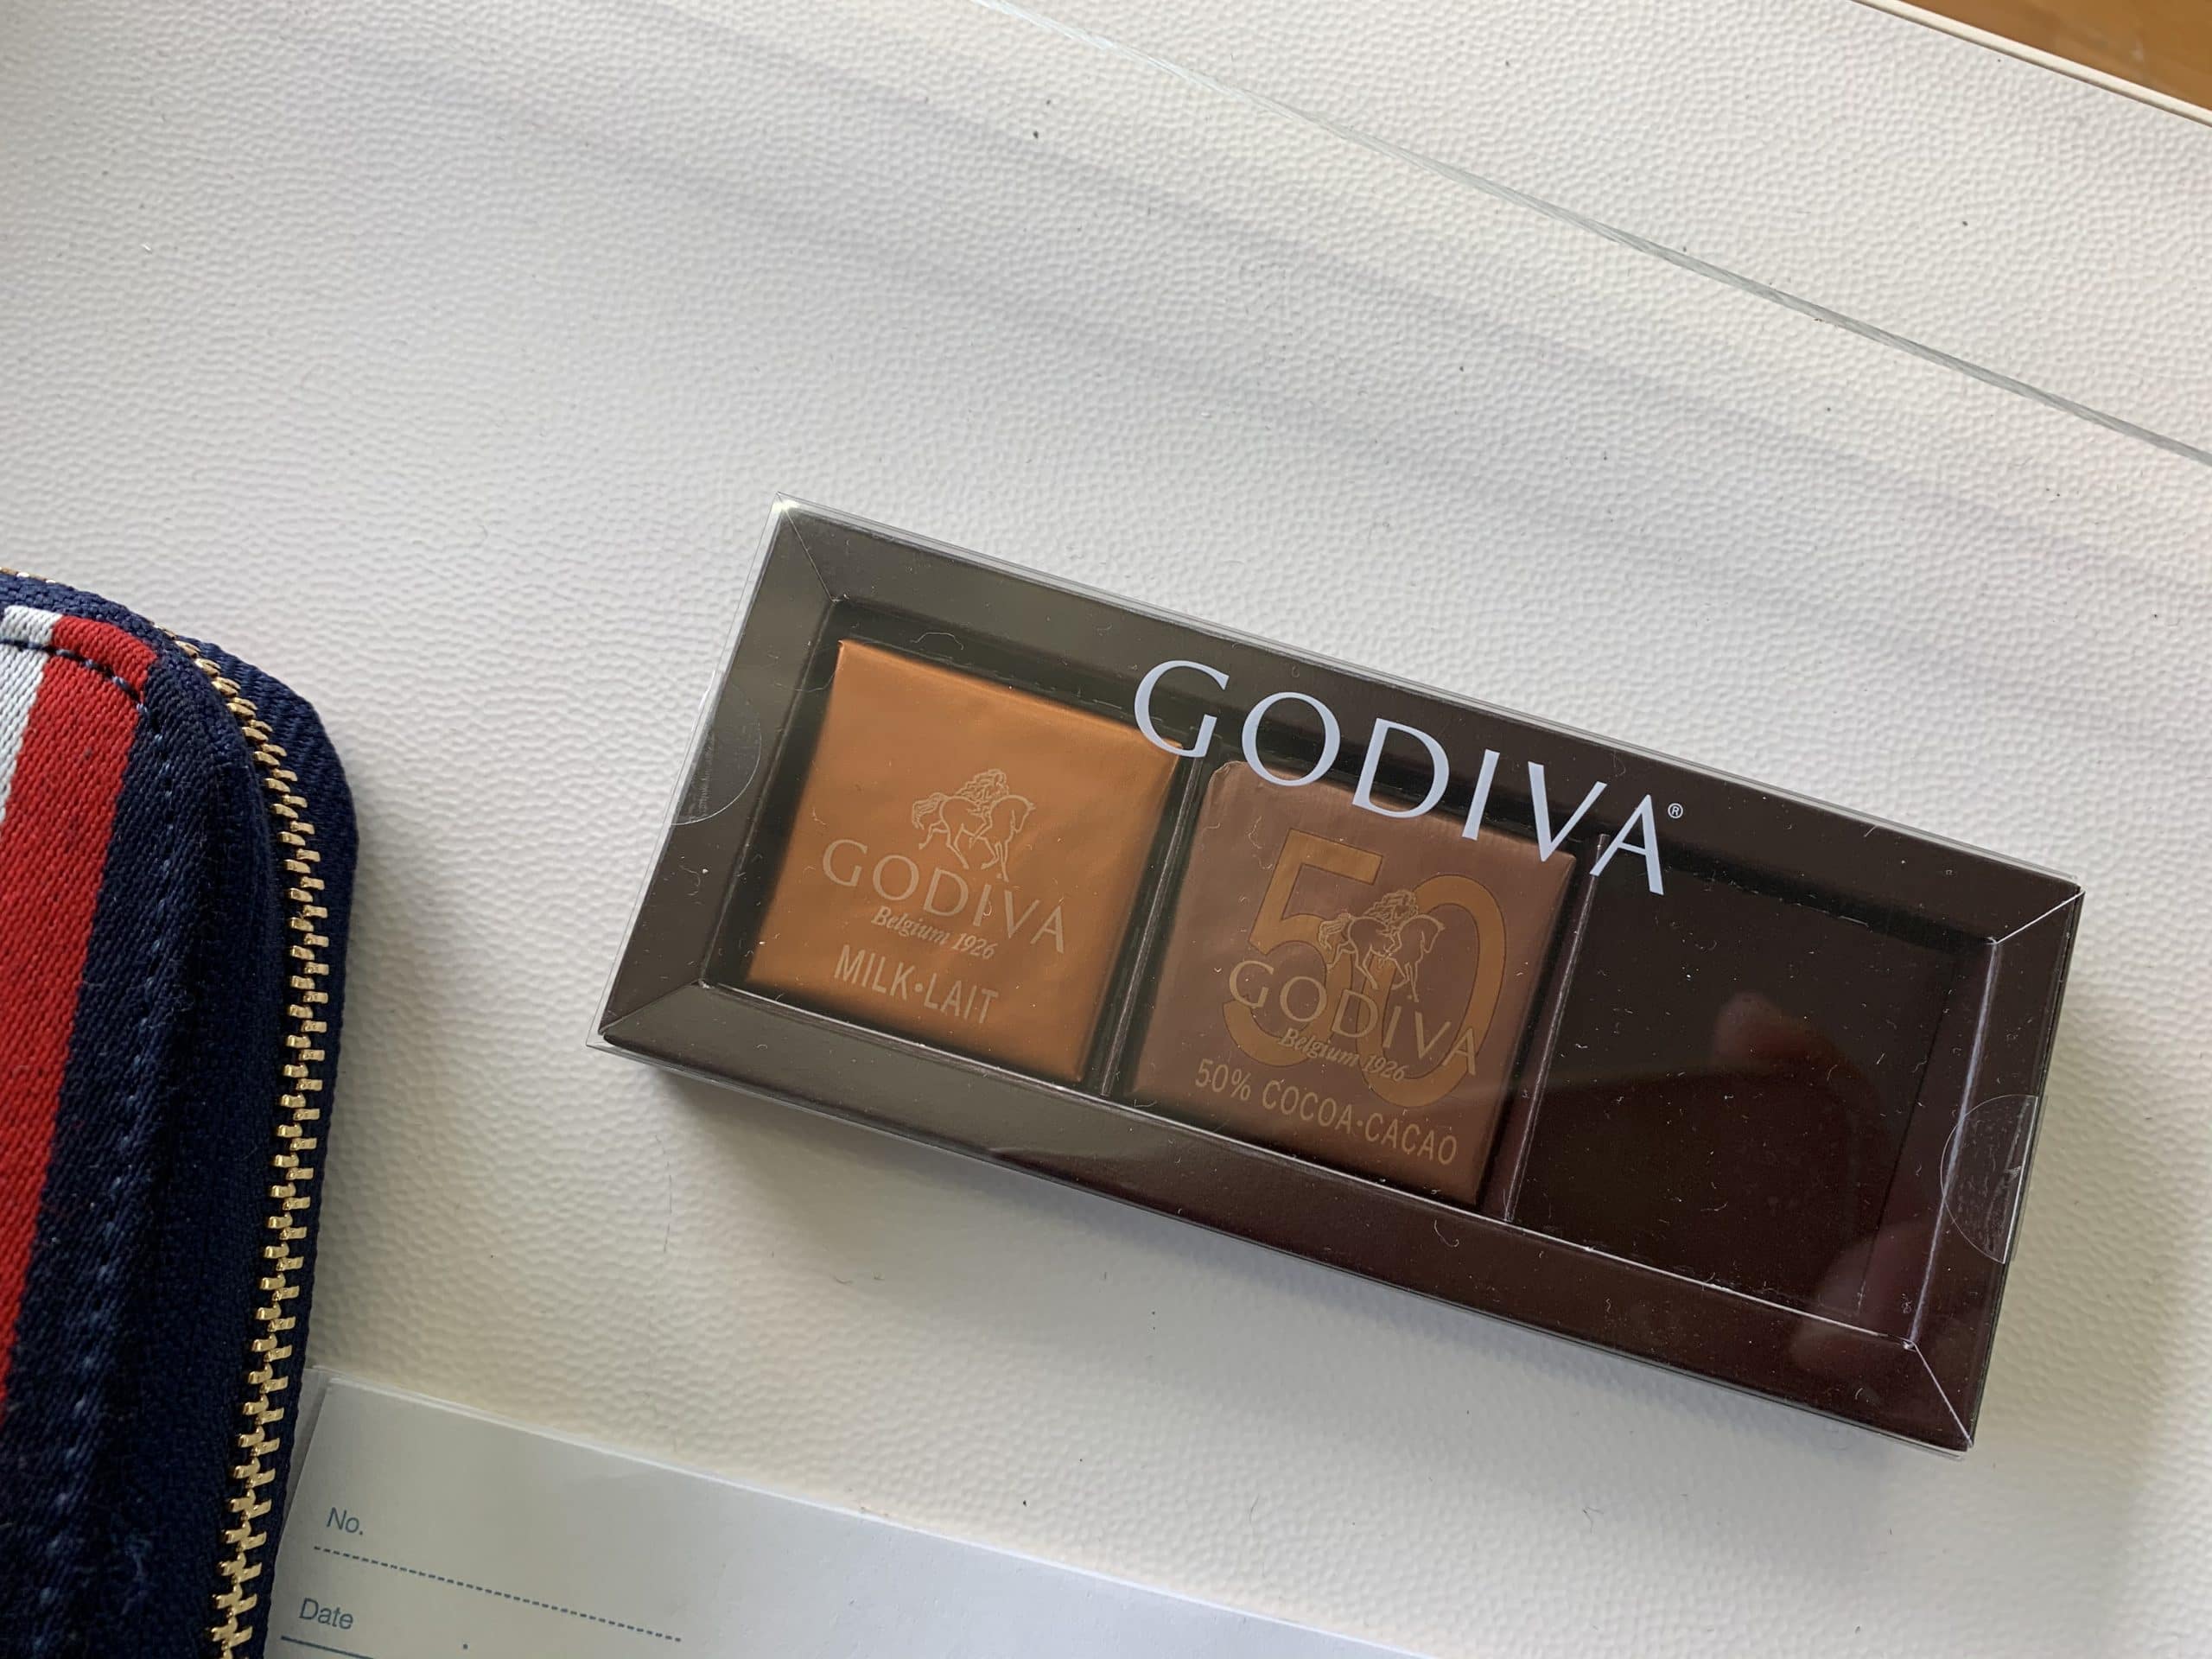 GODIVA®
GODIVA
Belgium 1926
MILK•LAIT
50
GODIVA
Belgium 1926
50% COCOA•CACAO
No.
Date